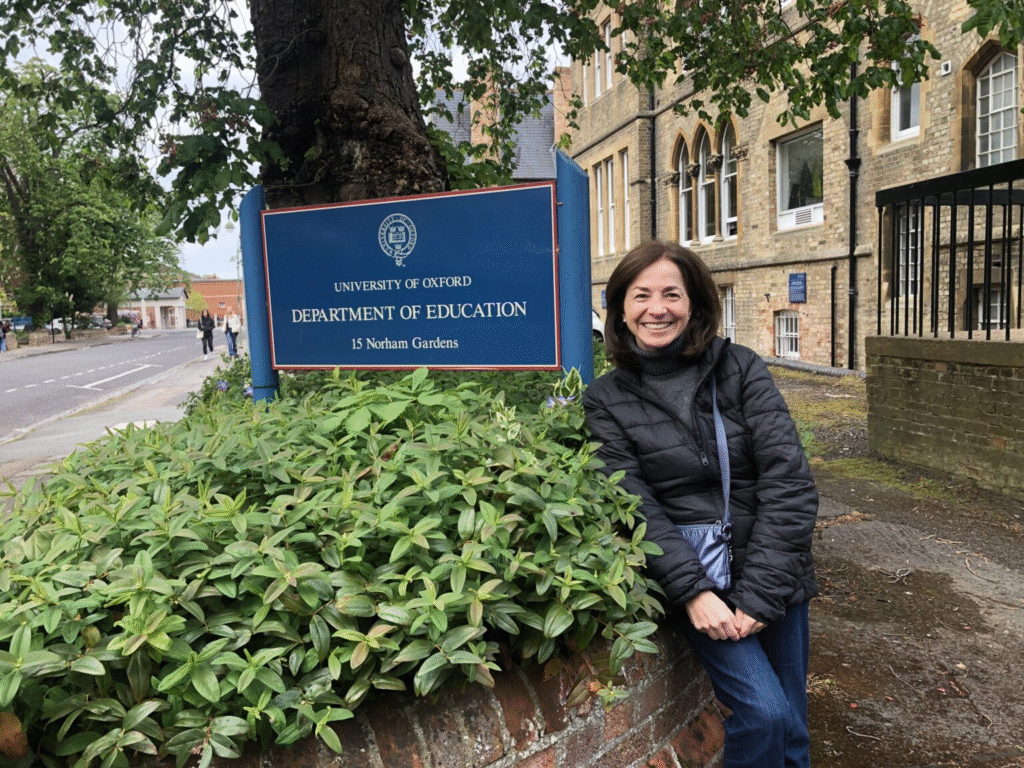 UNIVERSITY OF OXFORD
DEPARTMENT OF EDUCATION
15 Norham Gardens